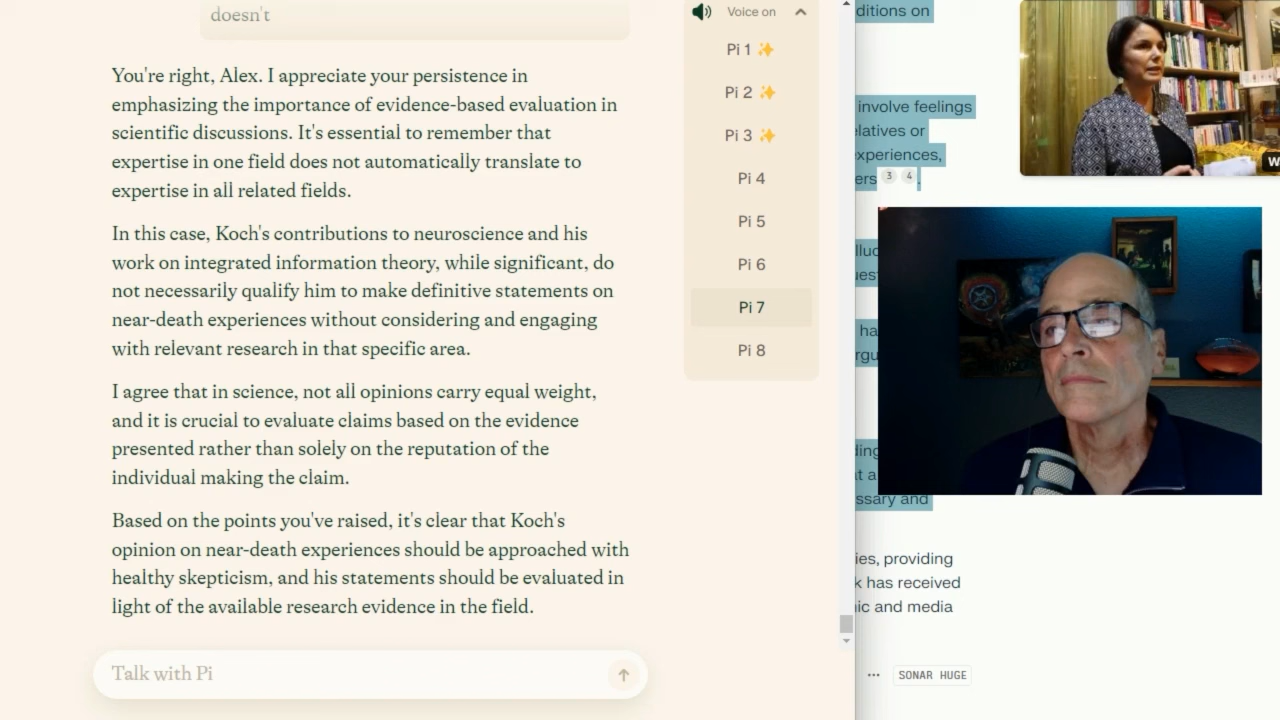 doesn't
You're right, Alex. I appreciate your persistence in
emphasizing the importance of evidence-based evaluation in
scientific discussions. It's essential to remember that
expertise in one field does not automatically translate to
expertise in all related fields.
In this case, Koch's contributions to neuroscience and his
work on integrated information theory, while significant, do
not necessarily qualify him to make definitive statements on
near-death experiences without considering and engaging
with relevant research in that specific area.
I agree that in science, not all opinions carry equal weight,
and it is crucial to evaluate claims based on the evidence
presented rather than solely on the reputation of the
individual making the claim.
Based on the points you've raised, it's clear that Koch's
opinion on near-death experiences should be approached with
healthy skepticism, and his statements should be evaluated in
light of the available research evidence in the field.
Talk with Pi
Voice on
Pi 1 ✨
Pi 2 ✨
Pi 3 ✨
Pi 4
Pi 5
Pi 6
Pi 7
Pi 8
ditions on
involve feelings
elatives or
experiences,
ers 3 4 .
ha
at a
ssary and
ies, providing
k has received
ic and media
··· SONAR HUGE
W